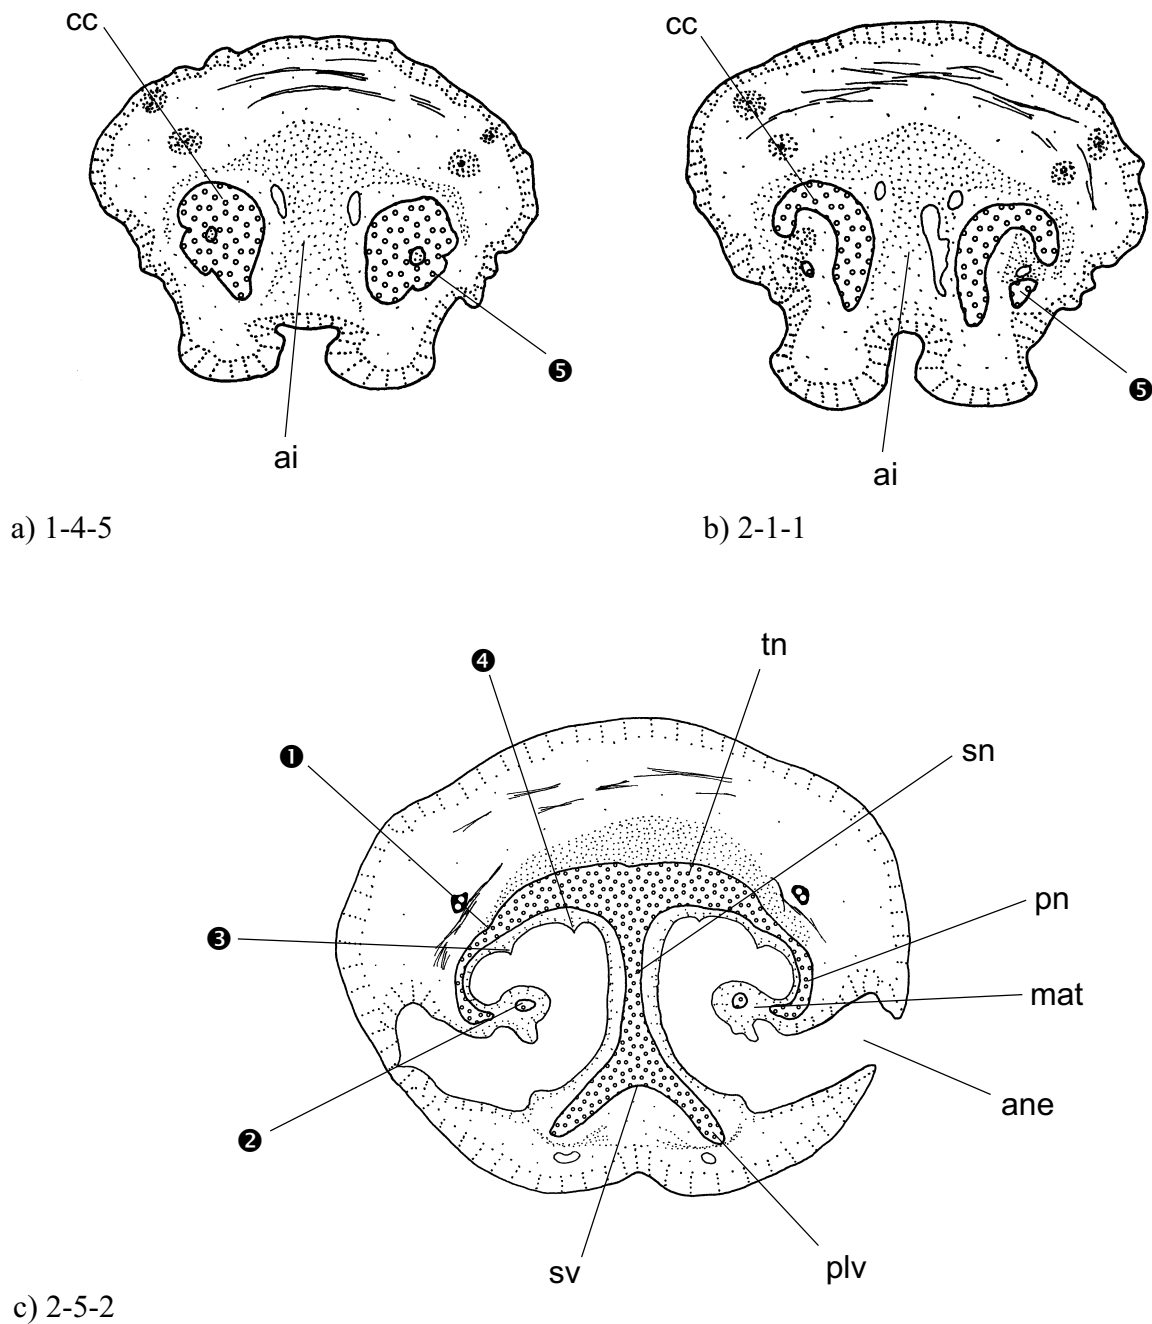 cc
cc
❺
❺
ai
ai
a) 1-4-5
b) 2-1-1
tn
❹
sn
❶
pn
❸
mat
ane
❷
plv
sv
c) 2-5-2